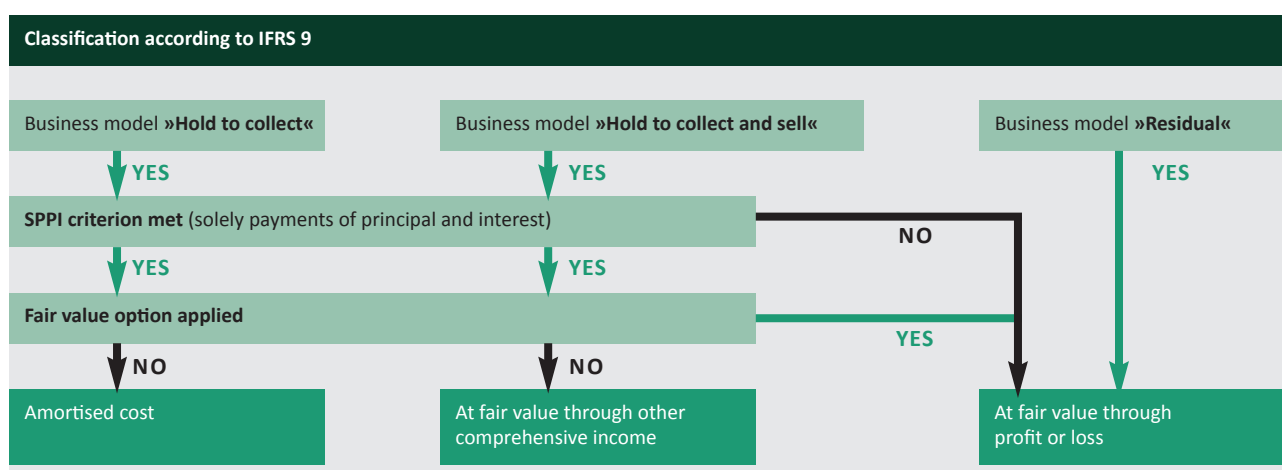 Classification according to IFRS 9
Business model »Hold to collect«
Business model »Hold to collect and sell«
Business model »Residual«
YES
YES
YES
SPPI criterion met (solely payments of principal and interest)
NO
YES
YES
Fair value option applied
YES
NO
NO
Amortised cost
At fair value through other
comprehensive income
At fair value through
profit or loss